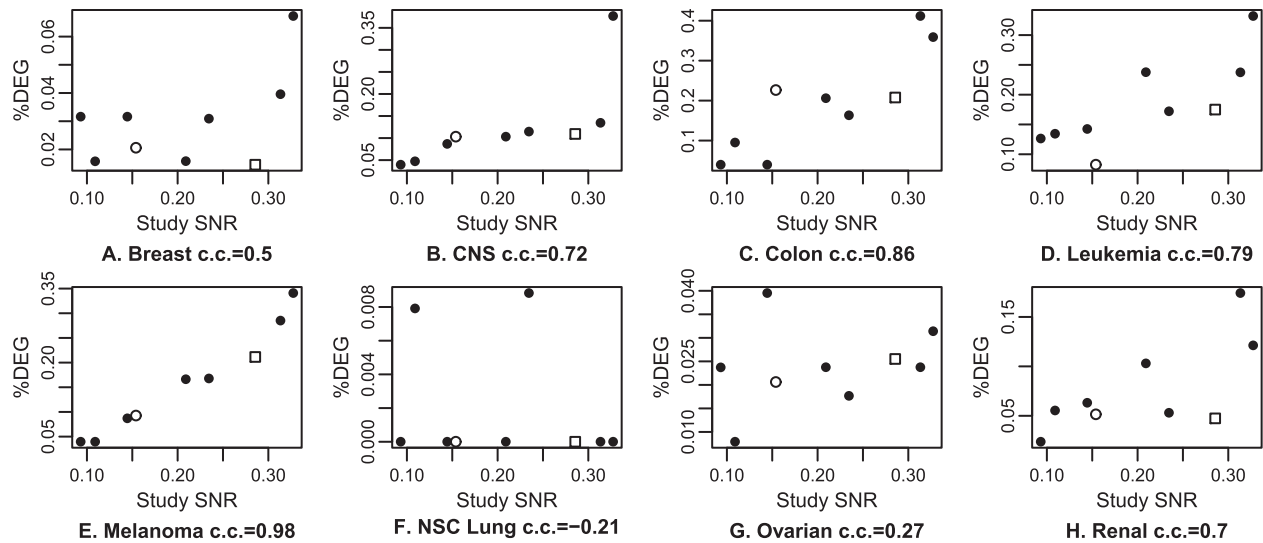 %DEG
0.02 0.04 0.06
0.10 0.20 0.30
Study SNR
A. Breast c.c.=0.5
%DEG
0.05 0.20 0.35
0.10 0.20 0.30
Study SNR
B. CNS c.c.=0.72
%DEG
0.1 0.2 0.3 0.4
0.10 0.20 0.30
Study SNR
C. Colon c.c.=0.86
%DEG
0.10 0.20 0.30
0.10 0.20 0.30
Study SNR
D. Leukemia c.c.=0.79
%DEG
0.05 0.20 0.35
0.10 0.20 0.30
Study SNR
E. Melanoma c.c.=0.98
%DEG
0.000 0.004 0.008
0.10 0.20 0.30
Study SNR
F. NSC Lung c.c.=−0.21
%DEG
0.010 0.025 0.040
0.10 0.20 0.30
Study SNR
G. Ovarian c.c.=0.27
%DEG
0.05 0.15
0.10 0.20 0.30
Study SNR
H. Renal c.c.=0.7